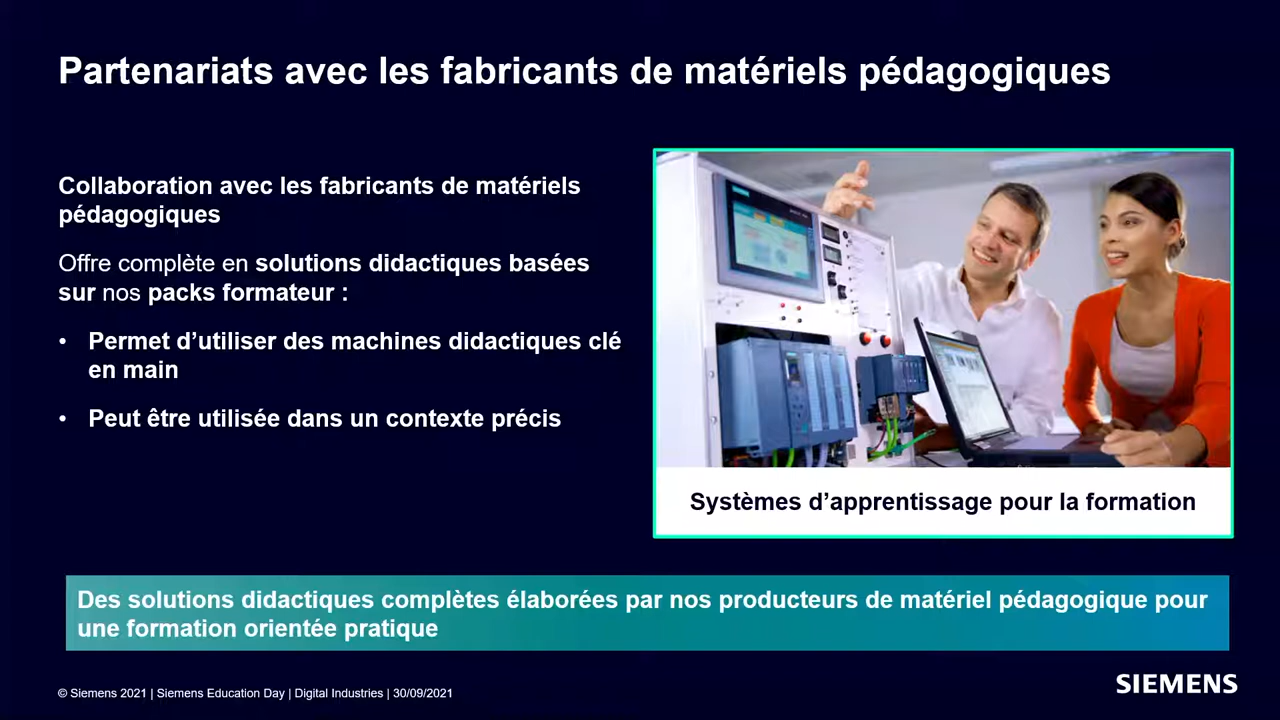 Partenariats avec les fabricants de matériels pédagogiques
Collaboration avec les fabricants de matériels
pédagogiques
Offre complète en solutions didactiques basées
sur nos packs formateur :
• Permet d’utiliser des machines didactiques clé
en main
• Peut être utilisée dans un contexte précis
Systèmes d’apprentissage pour la formation
Des solutions didactiques complètes élaborées par nos producteurs de matériel pédagogique pour
une formation orientée pratique
© Siemens 2021 | Siemens Education Day | Digital Industries | 30/09/2021
SIEMENS